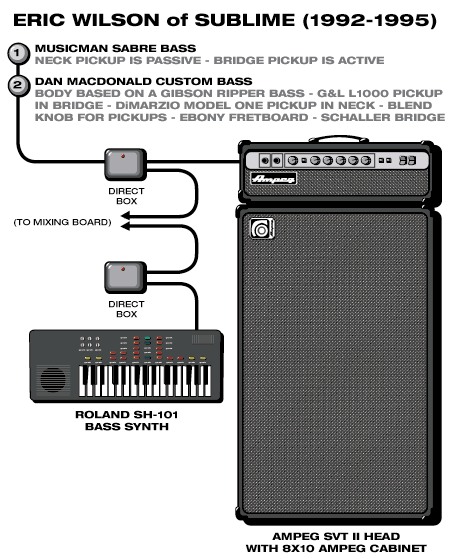 ERIC WILSON of SUBLIME (1992-1995)
1
MUSICMAN SABRE BASS
NECK PICKUP IS PASSIVE - BRIDGE PICKUP IS ACTIVE
2
DAN MACDONALD CUSTOM BASS
BODY BASED ON A GIBSON RIPPER BASS - G&L L1000 PICKUP
IN BRIDGE - DiMARZIO MODEL ONE PICKUP IN NECK - BLEND
KNOB FOR PICKUPS - EBONY FRETBOARD - SCHALLER BRIDGE
DIRECT
BOX
Ampeg
(TO MIXING BOARD)
DIRECT
BOX
ROLAND SH-101
BASS SYNTH
AMPEG SVT II HEAD
WITH 8X10 AMPEG CABINET